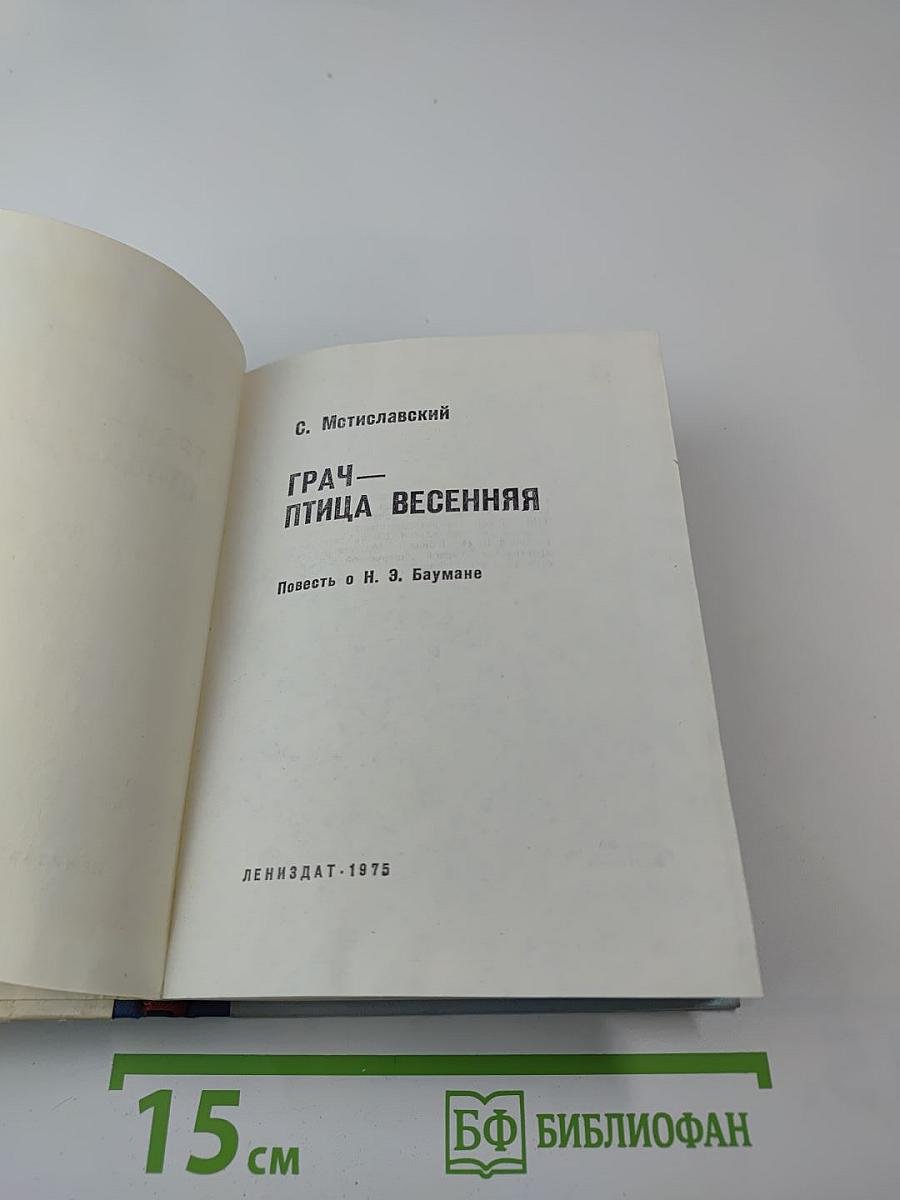 С. Мстиславский
ГРАЧ—
ПТИЦА ВЕСЕННЯЯ
Повесть о Н. Э. Баумане
ЛЕНИЗДАТ·1975
15 см
БФ БИБЛИОФАН